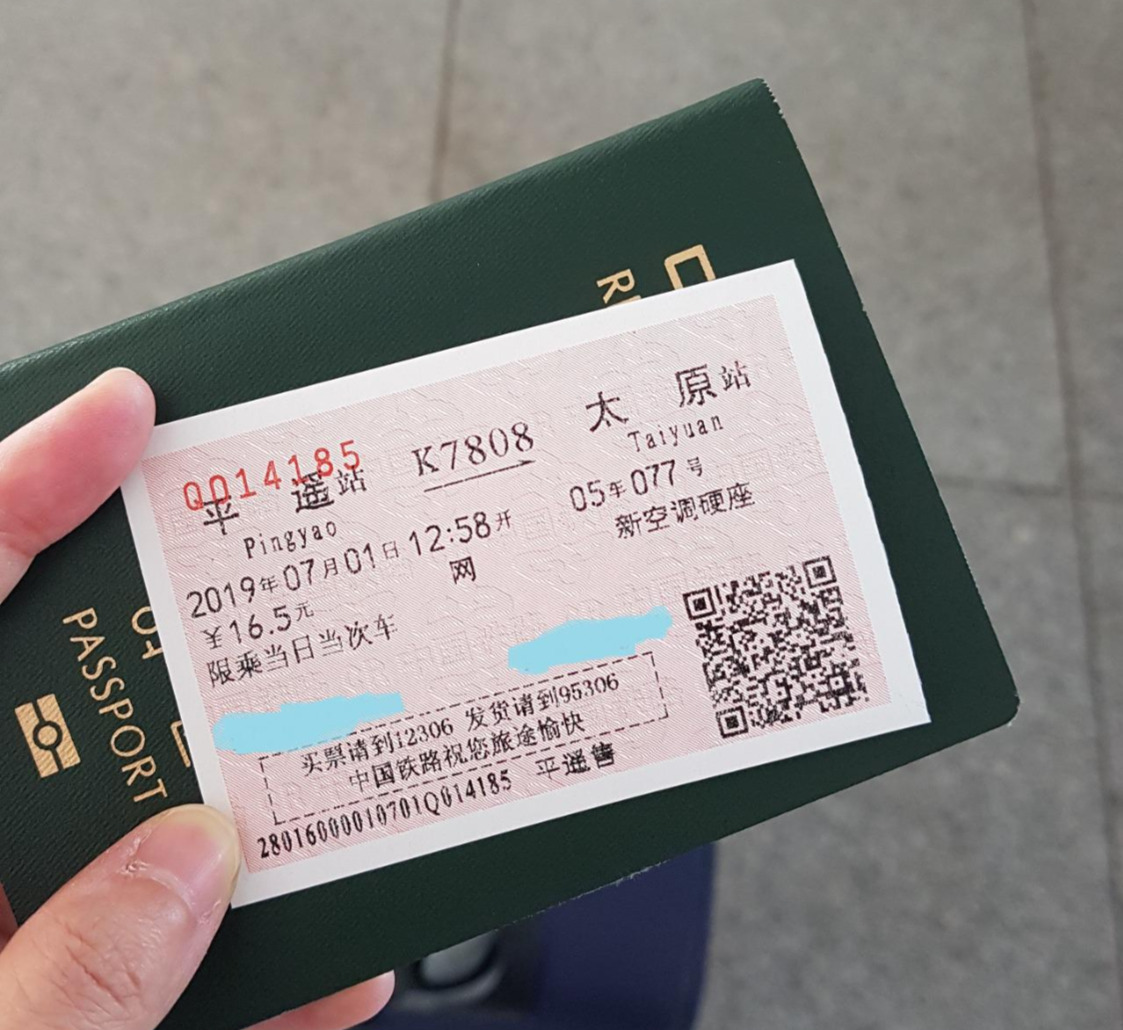 Q014185
平 遥站 K7808 太 原站
Pingyao Taiyuan
2019年07月01日12:58开 05车077号
¥16.5元 网 新空调硬座
限乘当日当次车
买票请到12306 发货请到95306
中国铁路祝您旅途愉快
28016000010701Q014185 平遥售
PASSPORT